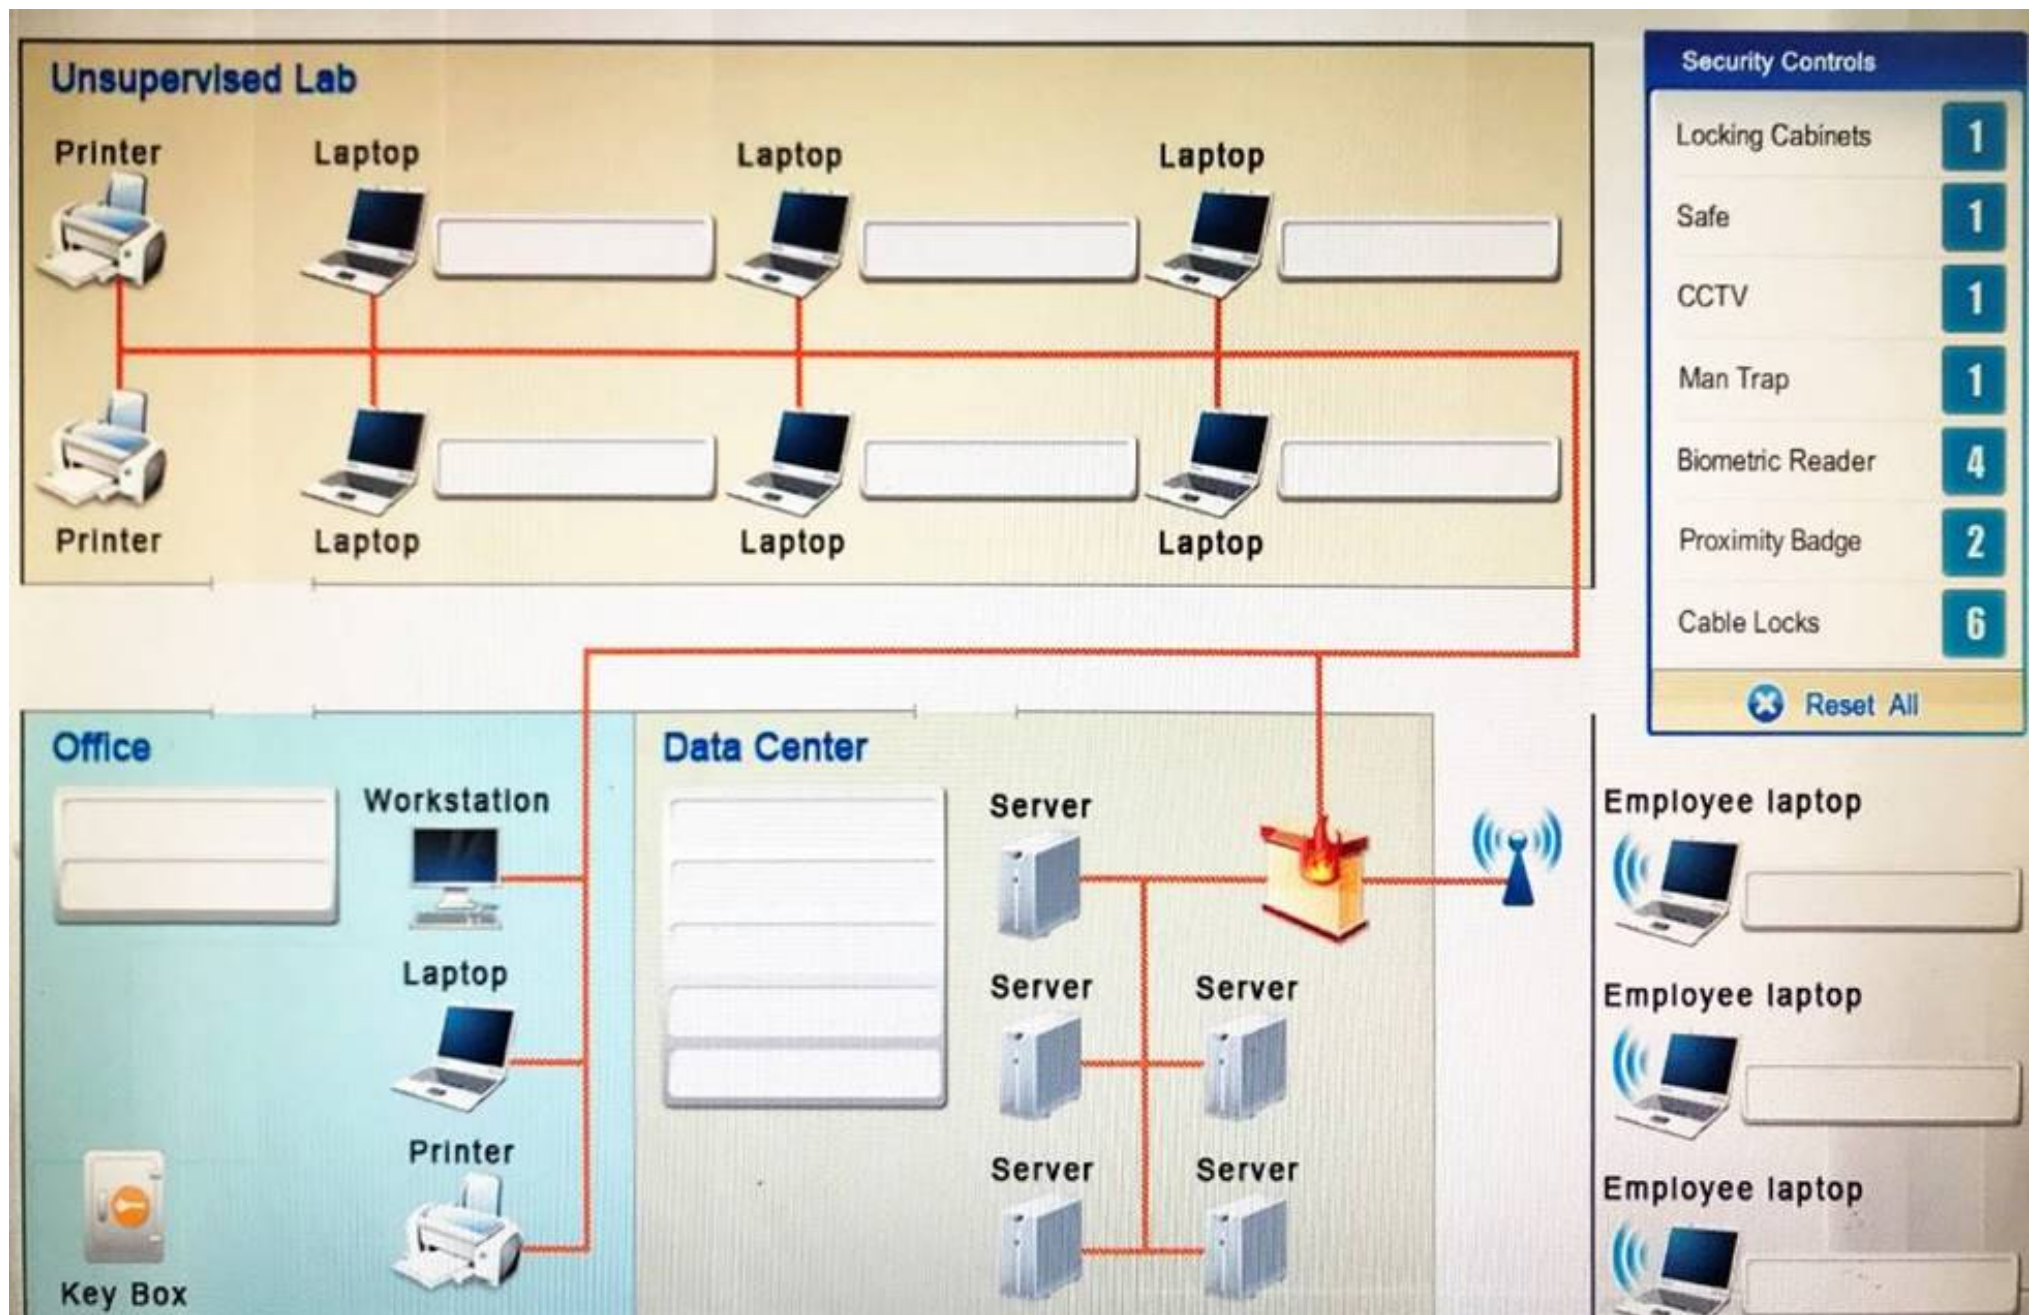 Unsupervised Lab
Printer
Laptop
Laptop
Laptop
Printer
Laptop
Laptop
Laptop
Security Controls
Locking Cabinets 1
Safe 1
CCTV 1
Man Trap 1
Biometric Reader 4
Proximity Badge 2
Cable Locks 6
Reset All
Office
Workstation
Laptop
Printer
Key Box
Data Center
Server
Server
Server
Server
Server
Employee laptop
Employee laptop
Employee laptop